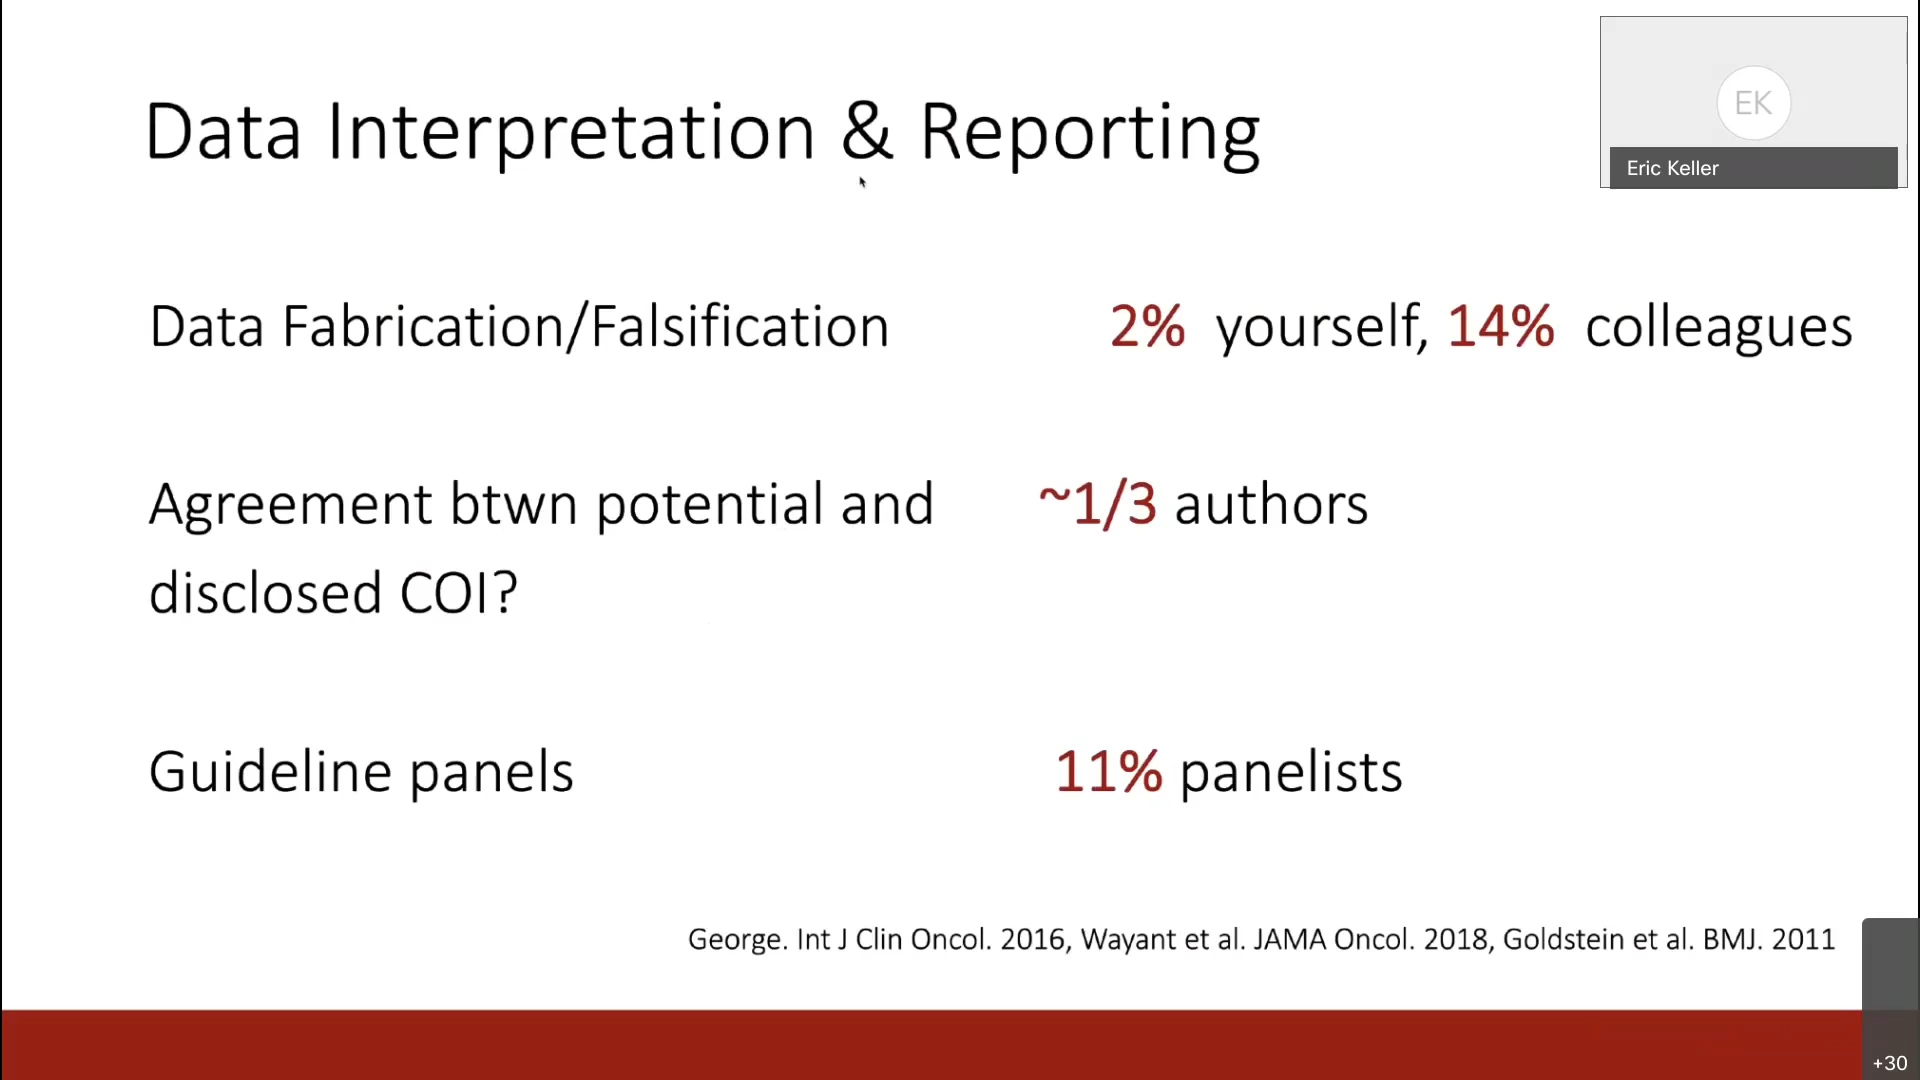 Data Interpretation & Reporting
EK
Eric Keller
Data Fabrication/Falsification 2% yourself, 14% colleagues
Agreement btwn potential and ~1/3 authors
disclosed COI?
Guideline panels 11% panelists
George. Int J Clin Oncol. 2016, Wayant et al. JAMA Oncol. 2018, Goldstein et al. BMJ. 2011
+30